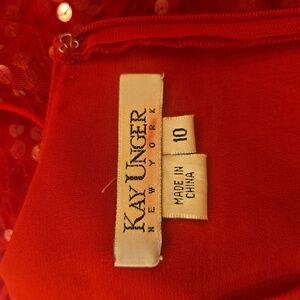 KAY UNGER
NEW YORK
10
MADE IN
CHINA